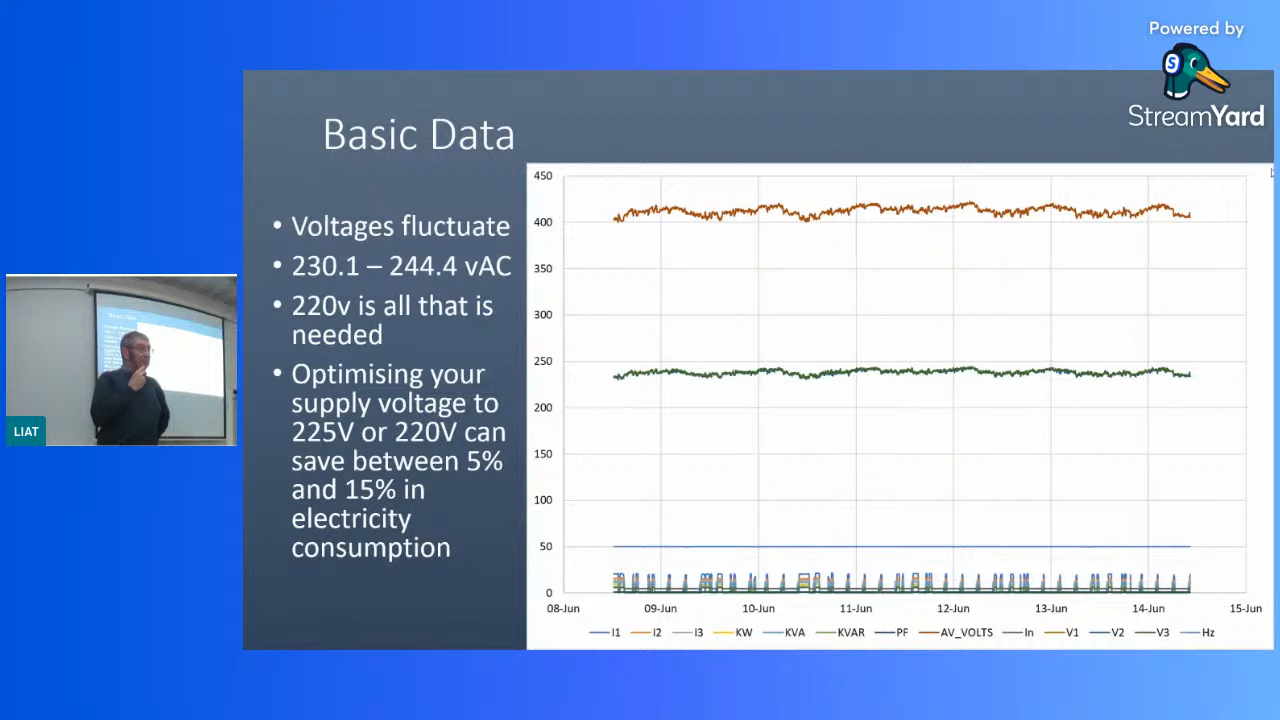 Powered by
StreamYard
Basic Data
• Voltages fluctuate
• 230.1 – 244.4 vAC
• 220v is all that is
needed
• Optimising your
supply voltage to
225V or 220V can
save between 5%
and 15% in
electricity
consumption
450
400
350
300
250
200
150
100
50
0
08-Jun 09-Jun 10-Jun 11-Jun 12-Jun 13-Jun 14-Jun 15-Jun
I1 I2 I3 KW KVA KVAR PF AV_VOLTS In V1 V2 V3 Hz
LIAT
Basic Data